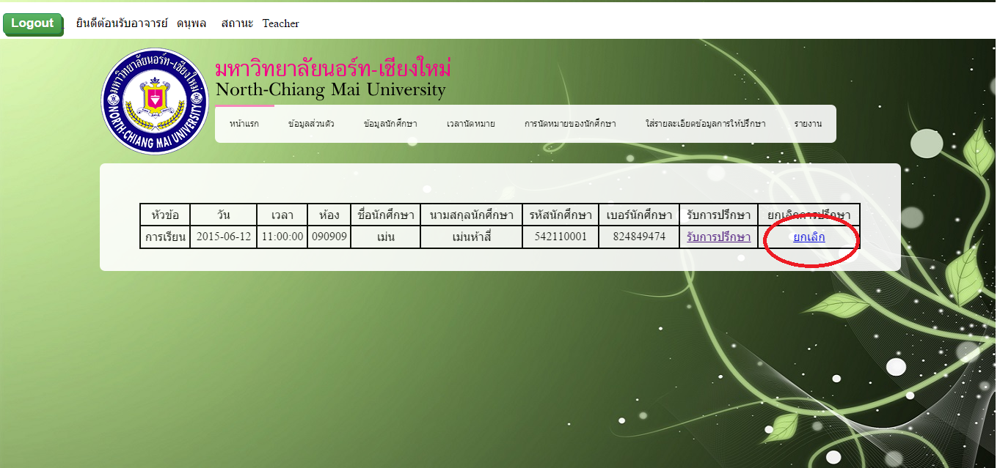 Logout ยินดีต้อนรับอาจารย์ ดนุพล สถานะ Teacher
มหาวิทยาลัยนอร์ท-เชียงใหม่
NORTH-CHIANG MAI UNIVERSITY
มหาวิทยาลัยนอร์ท-เชียงใหม่
North-Chiang Mai University
หน้าแรก ข้อมูลส่วนตัว ข้อมูลนักศึกษา เวลานัดหมาย การนัดหมายของนักศึกษา ใส่รายละเอียดข้อมูลการให้ปรึกษา รายงาน
หัวข้อ วัน เวลา ห้อง ชื่อนักศึกษา นามสกุลนักศึกษา รหัสนักศึกษา เบอร์นักศึกษา รับการปรึกษา ยกเลิกการปรึกษา
การเรียน 2015-06-12 11:00:00 090909 เม่น เม่นห้าสี่ 542110001 824849474 รับการปรึกษา ยกเลิก